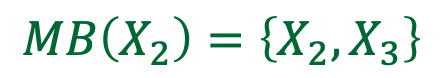 MB(X₂) = {X₂, X₃}